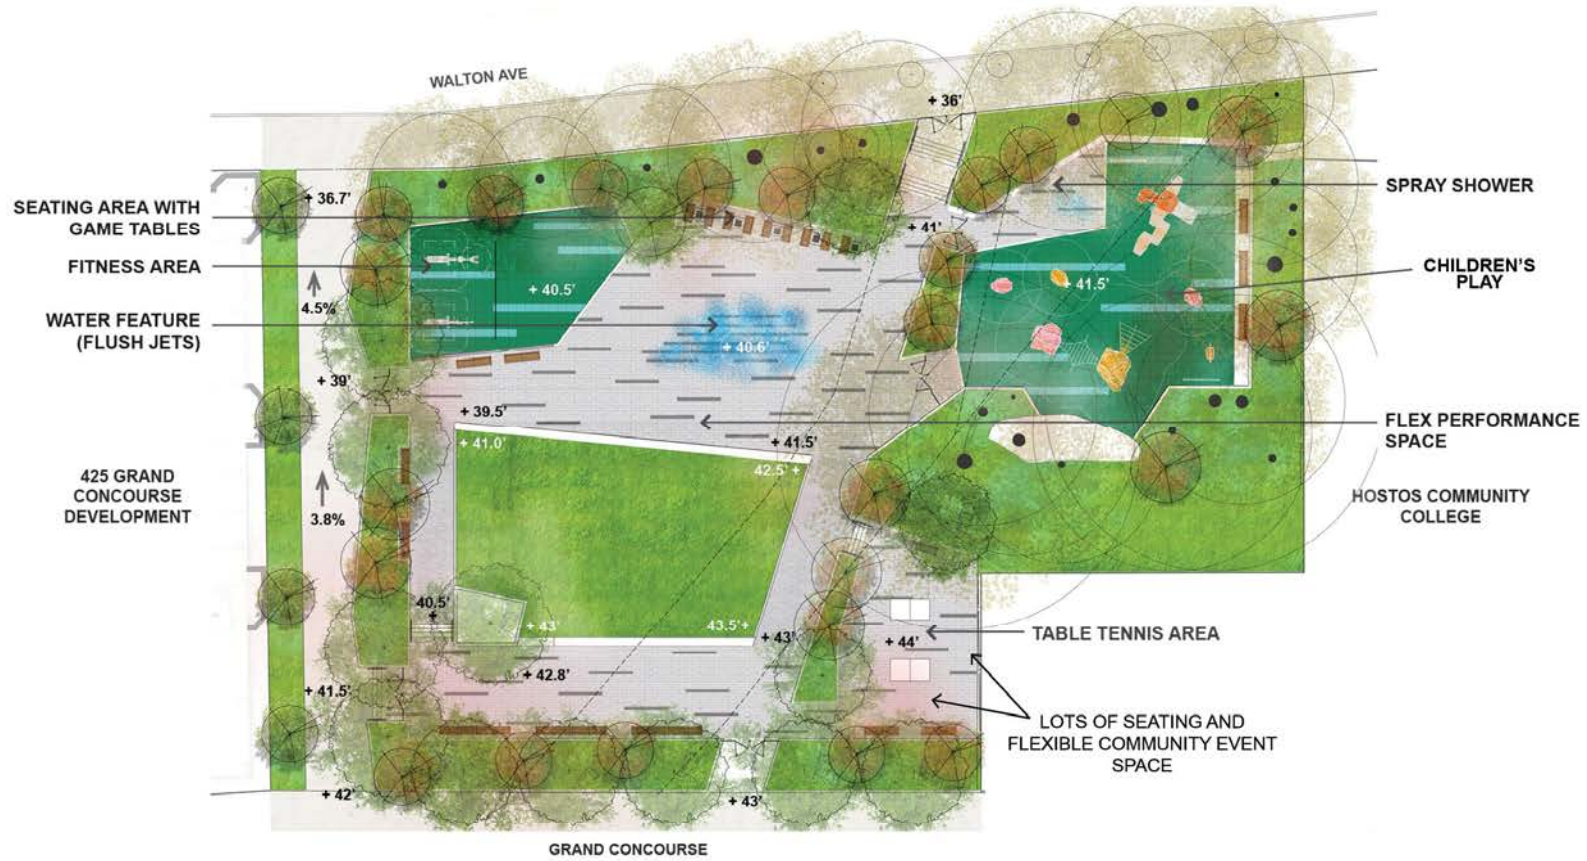 WALTON AVE
+ 36'
+ 36.7'
SPRAY SHOWER
SEATING AREA WITH
GAME TABLES
+ 41'
FITNESS AREA
CHILDREN'S
PLAY
+ 40.5'
+ 41.5'
4.5%
WATER FEATURE
(FLUSH JETS)
+ 40.6'
+ 39'
+ 39.5'
FLEX PERFORMANCE
SPACE
+ 41.0'
+ 41.5'
42.5' +
425 GRAND
CONCOURSE
DEVELOPMENT
3.8%
HOSTOS COMMUNITY
COLLEGE
40.5'
+
+ 43'
43.5'+
+ 43'
+ 44'
TABLE TENNIS AREA
+ 42.8'
+ 41.5'
LOTS OF SEATING AND
FLEXIBLE COMMUNITY EVENT
SPACE
+ 42'
+ 43'
GRAND CONCOURSE